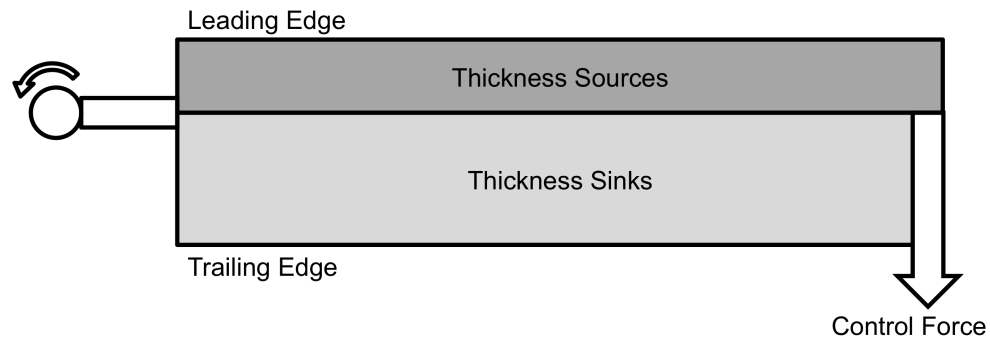 Leading Edge
Thickness Sources
Thickness Sinks
Trailing Edge
Control Force